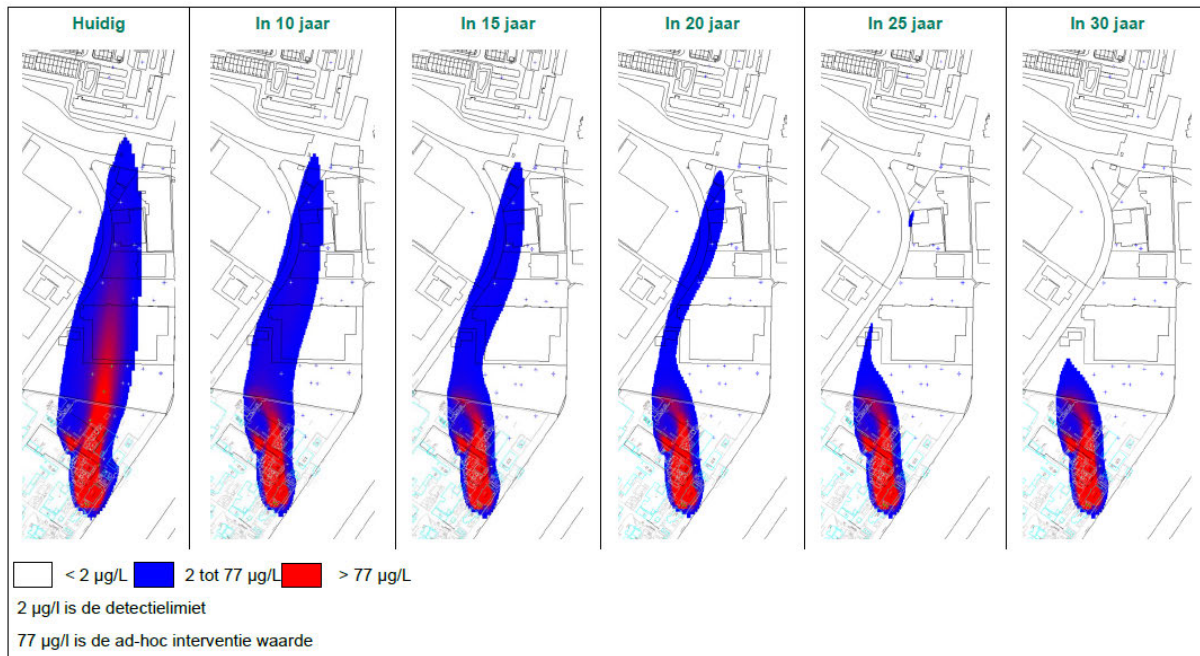 Huidig
In 10 jaar
In 15 jaar
In 20 jaar
In 25 jaar
In 30 jaar
< 2 µg/L
2 tot 77 µg/L
> 77 µg/L
2 µg/l is de detectielimiet
77 µg/l is de ad-hoc interventie waarde